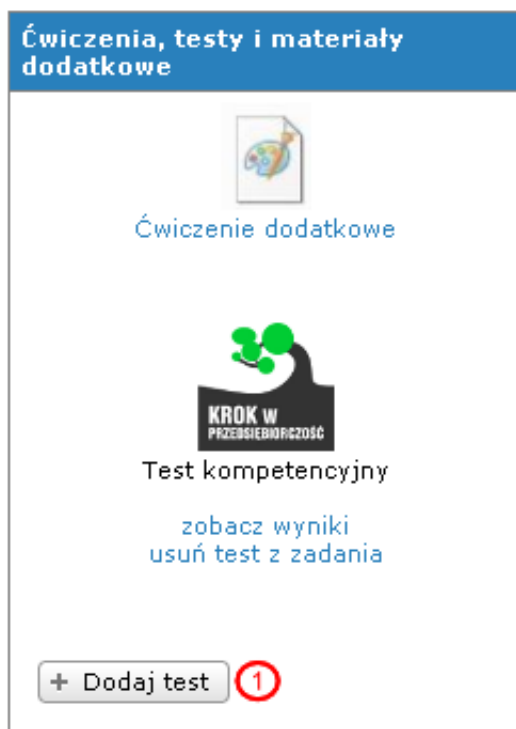 Ćwiczenia, testy i materiały
dodatkowe
Ćwiczenie dodatkowe
KROK W
PRZEDSIĘBIORCZOŚĆ
Test kompetencyjny
zobacz wyniki
usuń test z zadania
+ Dodaj test 1